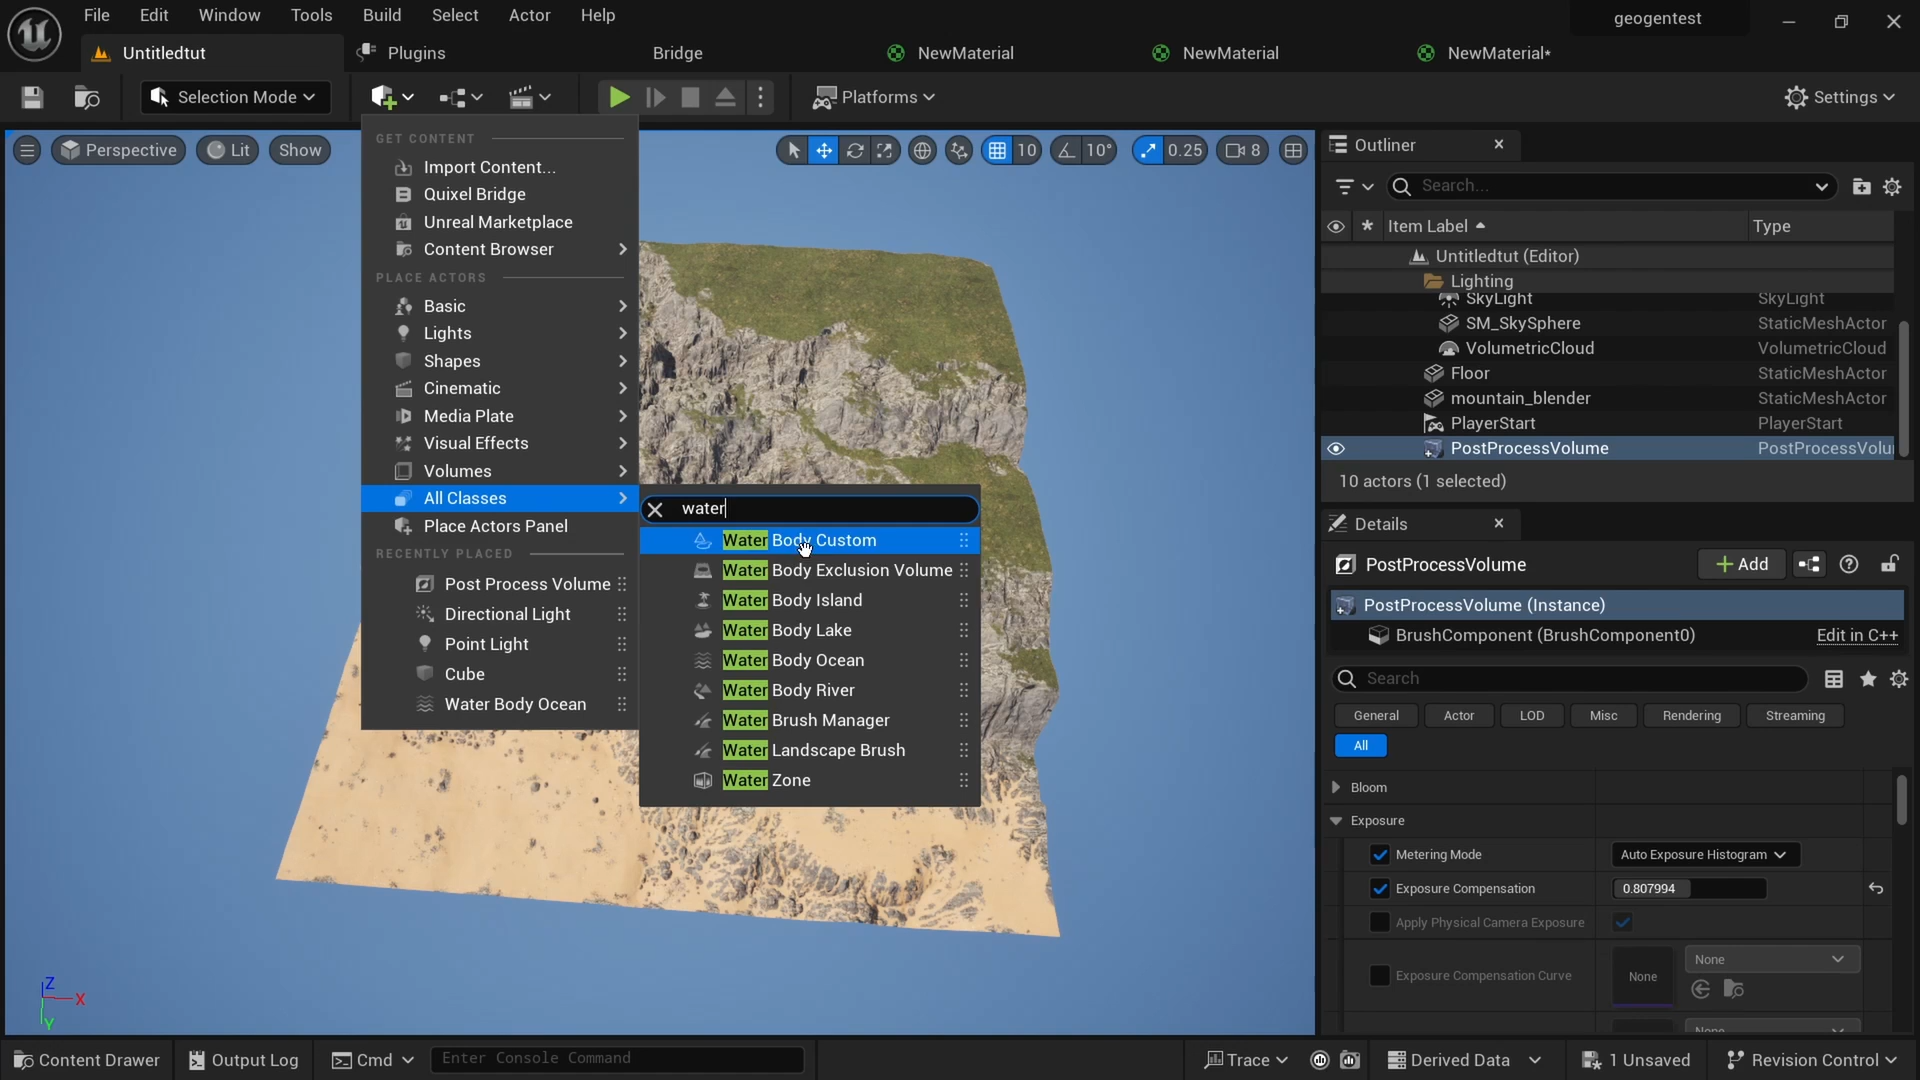 File Edit Window Tools Build Select Actor Help geogentest
Untitledtut Plugins Bridge NewMaterial NewMaterial NewMaterial*
Selection Mode Platforms Settings
Perspective Lit Show 10 10° 0.25 8
GET CONTENT
Import Content...
Quixel Bridge
Unreal Marketplace
Content Browser
PLACE ACTORS
Basic
Lights
Shapes
Cinematic
Media Plate
Visual Effects
Volumes
All Classes
Place Actors Panel
RECENTLY PLACED
Post Process Volume
Directional Light
Point Light
Cube
Water Body Ocean
water
Water Body Custom
Water Body Exclusion Volume
Water Body Island
Water Body Lake
Water Body Ocean
Water Body River
Water Brush Manager
Water Landscape Brush
Water Zone
Z
X
Y
Outliner
Search...
Item Label Type
Untitledtut (Editor)
Lighting
SkyLight SkyLight
SM_SkySphere StaticMeshActor
VolumetricCloud VolumetricCloud
Floor StaticMeshActor
mountain_blender StaticMeshActor
PlayerStart PlayerStart
PostProcessVolume PostProcessVolu
10 actors (1 selected)
Details
PostProcessVolume Add
PostProcessVolume (Instance)
BrushComponent (BrushComponent0) Edit in C++
Search
General Actor LOD Misc Rendering Streaming
All
Bloom
Exposure
Metering Mode Auto Exposure Histogram
Exposure Compensation 0.807994
Apply Physical Camera Exposure
Exposure Compensation Curve None None
None
Content Drawer Output Log Cmd Enter Console Command Trace Derived Data 1 Unsaved Revision Control